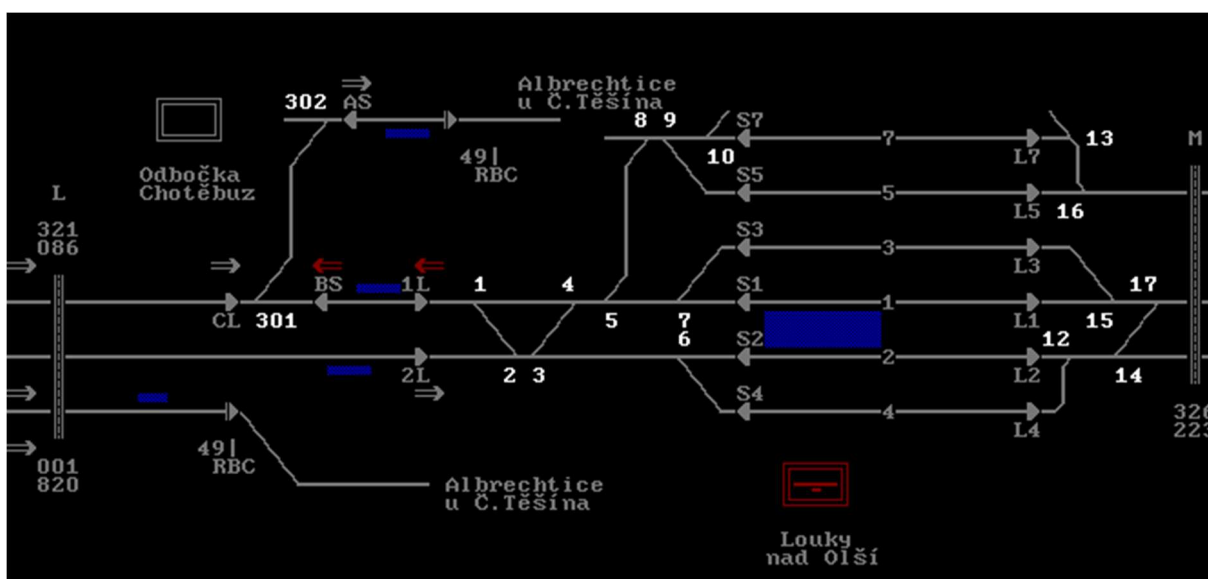 Albrechtice
u Č.Těšína
302
AS
8
9
S7
7
13
M
49|
RBC
10
L7
Odbočka
Chotěbuz
L
S5
5
L5
16
321
086
S3
3
L3
BS
1L
1
4
S1
1
17
CL
301
5
7
L1
15
6
S2
12
2
2L
2
3
L2
14
S4
4
L4
326
223
49|
RBC
001
820
Albrechtice
u Č.Těšína
Louky
nad Olší